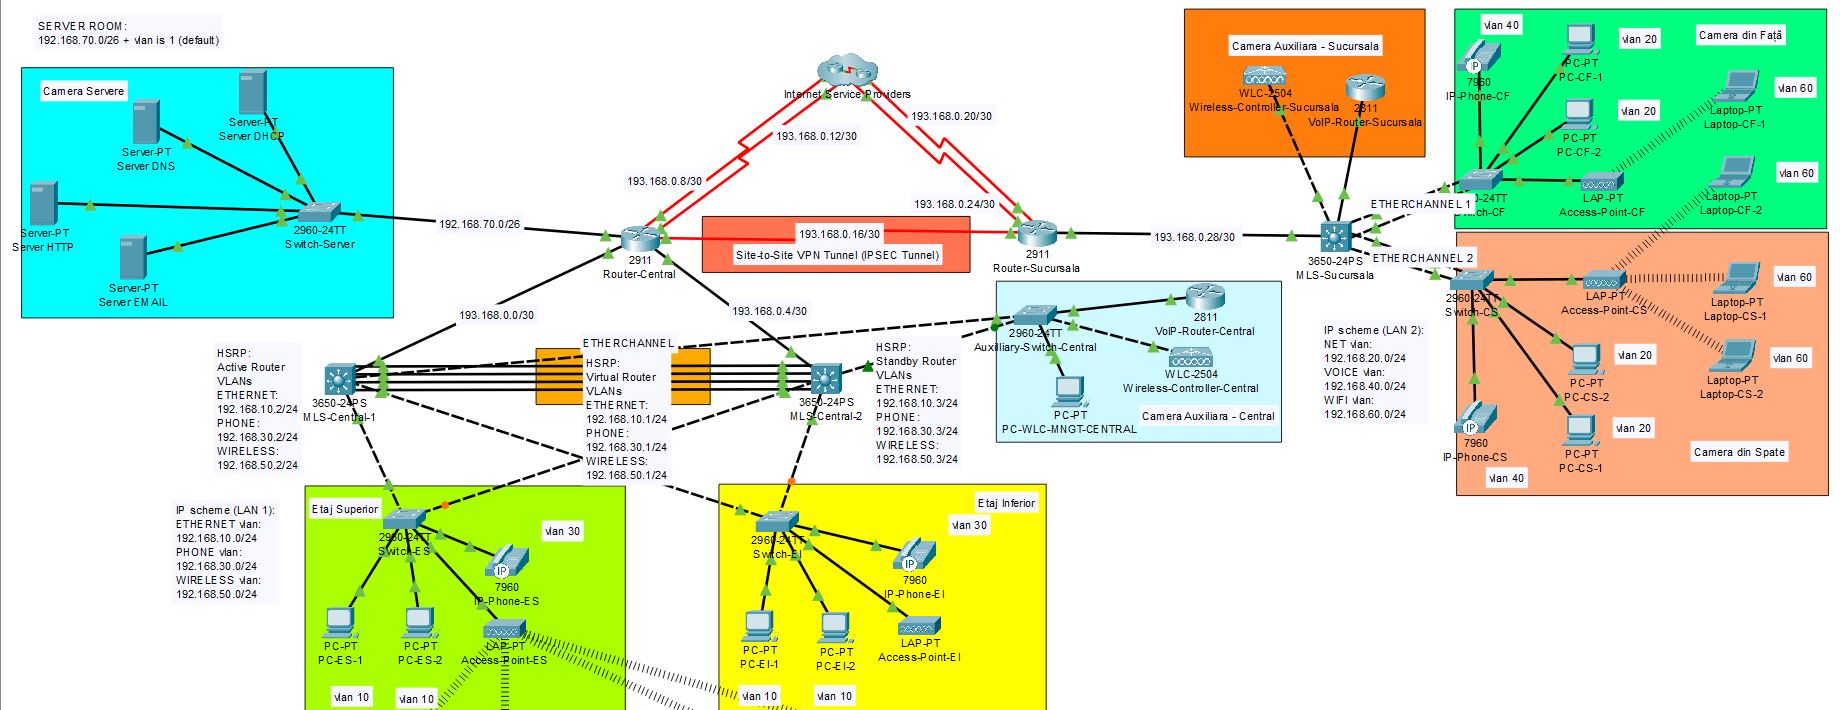 SERVER ROOM:
192.168.70.0/26 + vlan is 1 (default)
Camera Servere
Server-PT
Server DHCP
Server-PT
Server DNS
Server-PT
Server HTTP
Server-PT
Server EMAIL
2960-24TT
Switch-Server
192.168.70.0/26
Internet Service Providers
193.168.0.12/30
193.168.0.20/30
193.168.0.8/30
193.168.0.24/30
193.168.0.16/30
Site-to-Site VPN Tunnel (IPSEC Tunnel)
2911
Router-Central
2911
Router-Sucursala
193.168.0.28/30
193.168.0.0/30
193.168.0.4/30
Camera Auxiliara - Sucursala
WLC-2504
Wireless-Controller-Sucursala
2811
VoIP-Router-Sucursala
3650-24PS
MLS-Sucursala
ETHERCHANNEL 1
ETHERCHANNEL 2
vlan 40
7960
IP-Phone-CF
PC-PT
PC-CF-1
vlan 20
Camera din Față
PC-PT
PC-CF-2
vlan 20
Laptop-PT
Laptop-CF-1
vlan 60
Laptop-PT
Laptop-CF-2
vlan 60
LAP-PT
Access-Point-CF
2960-24TT
Switch-CS
LAP-PT
Access-Point-CS
Laptop-PT
Laptop-CS-1
vlan 60
Laptop-PT
Laptop-CS-2
vlan 60
PC-PT
PC-CS-2
vlan 20
PC-PT
PC-CS-1
vlan 20
7960
IP-Phone-CS
vlan 40
Camera din Spate
IP scheme (LAN 2):
NET vlan:
192.168.20.0/24
VOICE vlan:
192.168.40.0/24
WIFI vlan:
192.168.60.0/24
2960-24TT
Auxilliary-Switch-Central
2811
VoIP-Router-Central
WLC-2504
Wireless-Controller-Central
PC-PT
PC-WLC-MNGT-CENTRAL
Camera Auxiliara - Central
HSRP:
Active Router
VLANs
ETHERNET:
192.168.10.2/24
PHONE:
192.168.30.2/24
WIRELESS:
192.168.50.2/24
3650-24PS
MLS-Central-1
ETHERCHANNEL
HSRP:
Virtual Router
VLANs
ETHERNET:
192.168.10.1/24
PHONE:
192.168.30.1/24
WIRELESS:
192.168.50.1/24
3650-24PS
MLS-Central-2
HSRP:
Standby Router
VLANs
ETHERNET:
192.168.10.3/24
PHONE:
192.168.30.3/24
WIRELESS:
192.168.50.3/24
IP scheme (LAN 1):
ETHERNET vlan:
192.168.10.0/24
PHONE vlan:
192.168.30.0/24
WIRELESS vlan:
192.168.50.0/24
Etaj Superior
2960-24TT
Switch-ES
vlan 30
7960
IP-Phone-ES
PC-PT
PC-ES-1
PC-PT
PC-ES-2
LAP-PT
Access-Point-ES
vlan 10
vlan 10
Etaj Inferior
vlan 30
2960-24TT
Switch-EI
7960
IP-Phone-EI
PC-PT
PC-EI-1
PC-PT
PC-EI-2
LAP-PT
Access-Point-EI
vlan 10
vlan 10